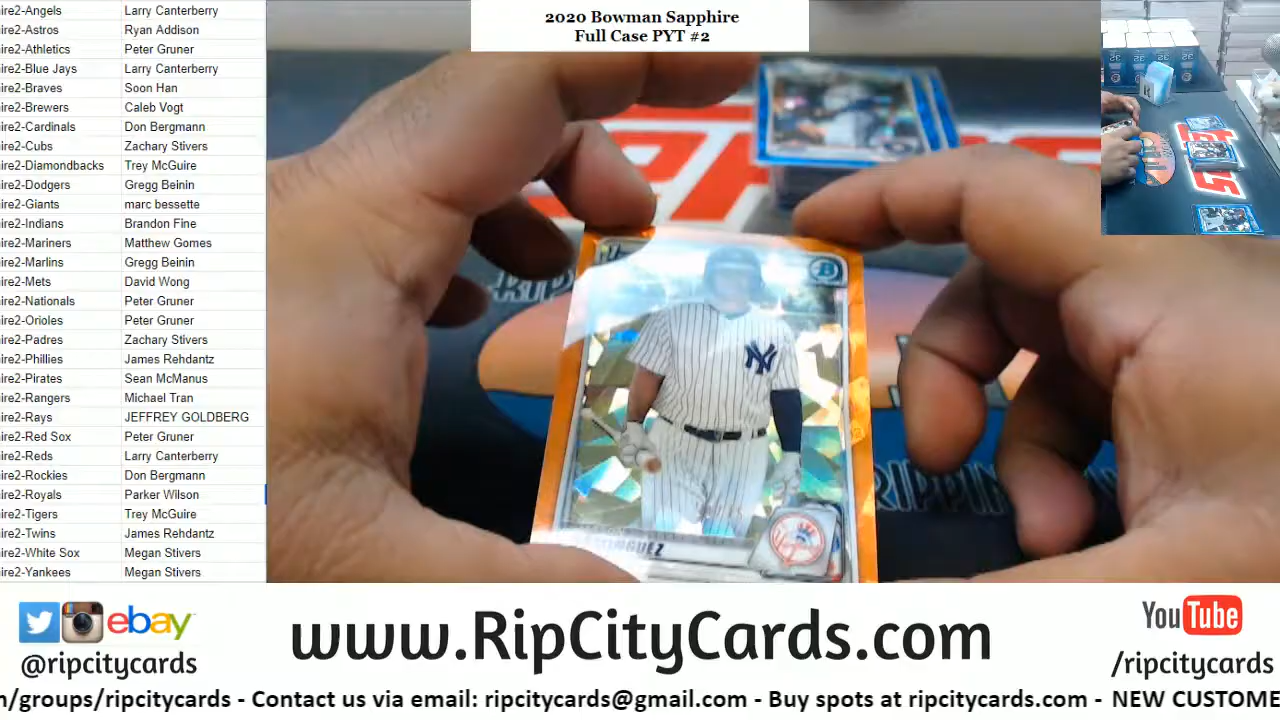 2020 Bowman Sapphire
Full Case PYT #2
ire2-Angels Larry Canterberry
ire2-Astros Ryan Addison
ire2-Athletics Peter Gruner
ire2-Blue Jays Larry Canterberry
ire2-Braves Soon Han
ire2-Brewers Caleb Vogt
ire2-Cardinals Don Bergmann
ire2-Cubs Zachary Stivers
ire2-Diamondbacks Trey McGuire
ire2-Dodgers Gregg Beinin
ire2-Giants marc bessette
ire2-Indians Brandon Fine
ire2-Mariners Matthew Gomes
ire2-Marlins Gregg Beinin
ire2-Mets David Wong
ire2-Nationals Peter Gruner
ire2-Orioles Peter Gruner
ire2-Padres Zachary Stivers
ire2-Phillies James Rehdantz
ire2-Pirates Sean McManus
ire2-Rangers Michael Tran
ire2-Rays JEFFREY GOLDBERG
ire2-Red Sox Peter Gruner
ire2-Reds Larry Canterberry
ire2-Rockies Don Bergmann
ire2-Royals Parker Wilson
ire2-Tigers Trey McGuire
ire2-Twins James Rehdantz
ire2-White Sox Megan Stivers
ire2-Yankees Megan Stivers
B
NY
ebay
@ripcitycards
www.RipCityCards.com
YouTube
/ripcitycards
n/groups/ripcitycards - Contact us via email: ripcitycards@gmail.com - Buy spots at ripcitycards.com - NEW CUSTOME